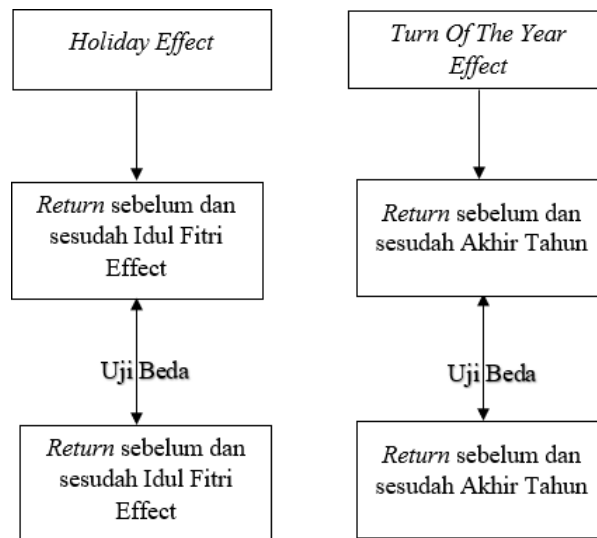 Holiday Effect
Return sebelum dan
sesudah Idul Fitri
Effect
Uji Beda
Return sebelum dan
sesudah Idul Fitri
Effect
Turn Of The Year
Effect
Return sebelum dan
sesudah Akhir Tahun
Uji Beda
Return sebelum dan
sesudah Akhir Tahun